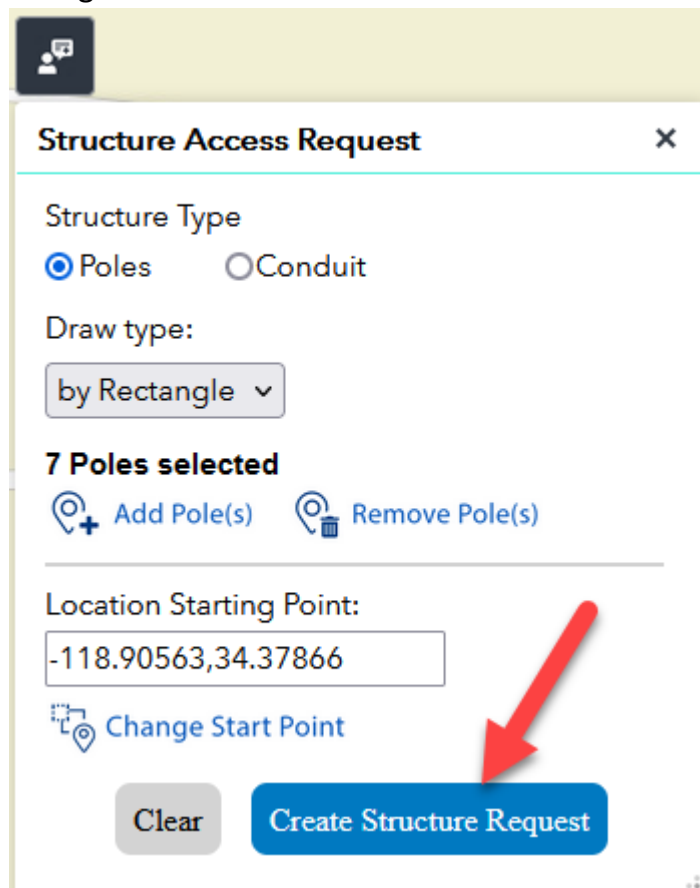 Structure Access Request
Structure Type
Poles Conduit
Draw type:
by Rectangle
7 Poles selected
Add Pole(s) Remove Pole(s)
Location Starting Point:
-118.90563,34.37866
Change Start Point
Clear Create Structure Request